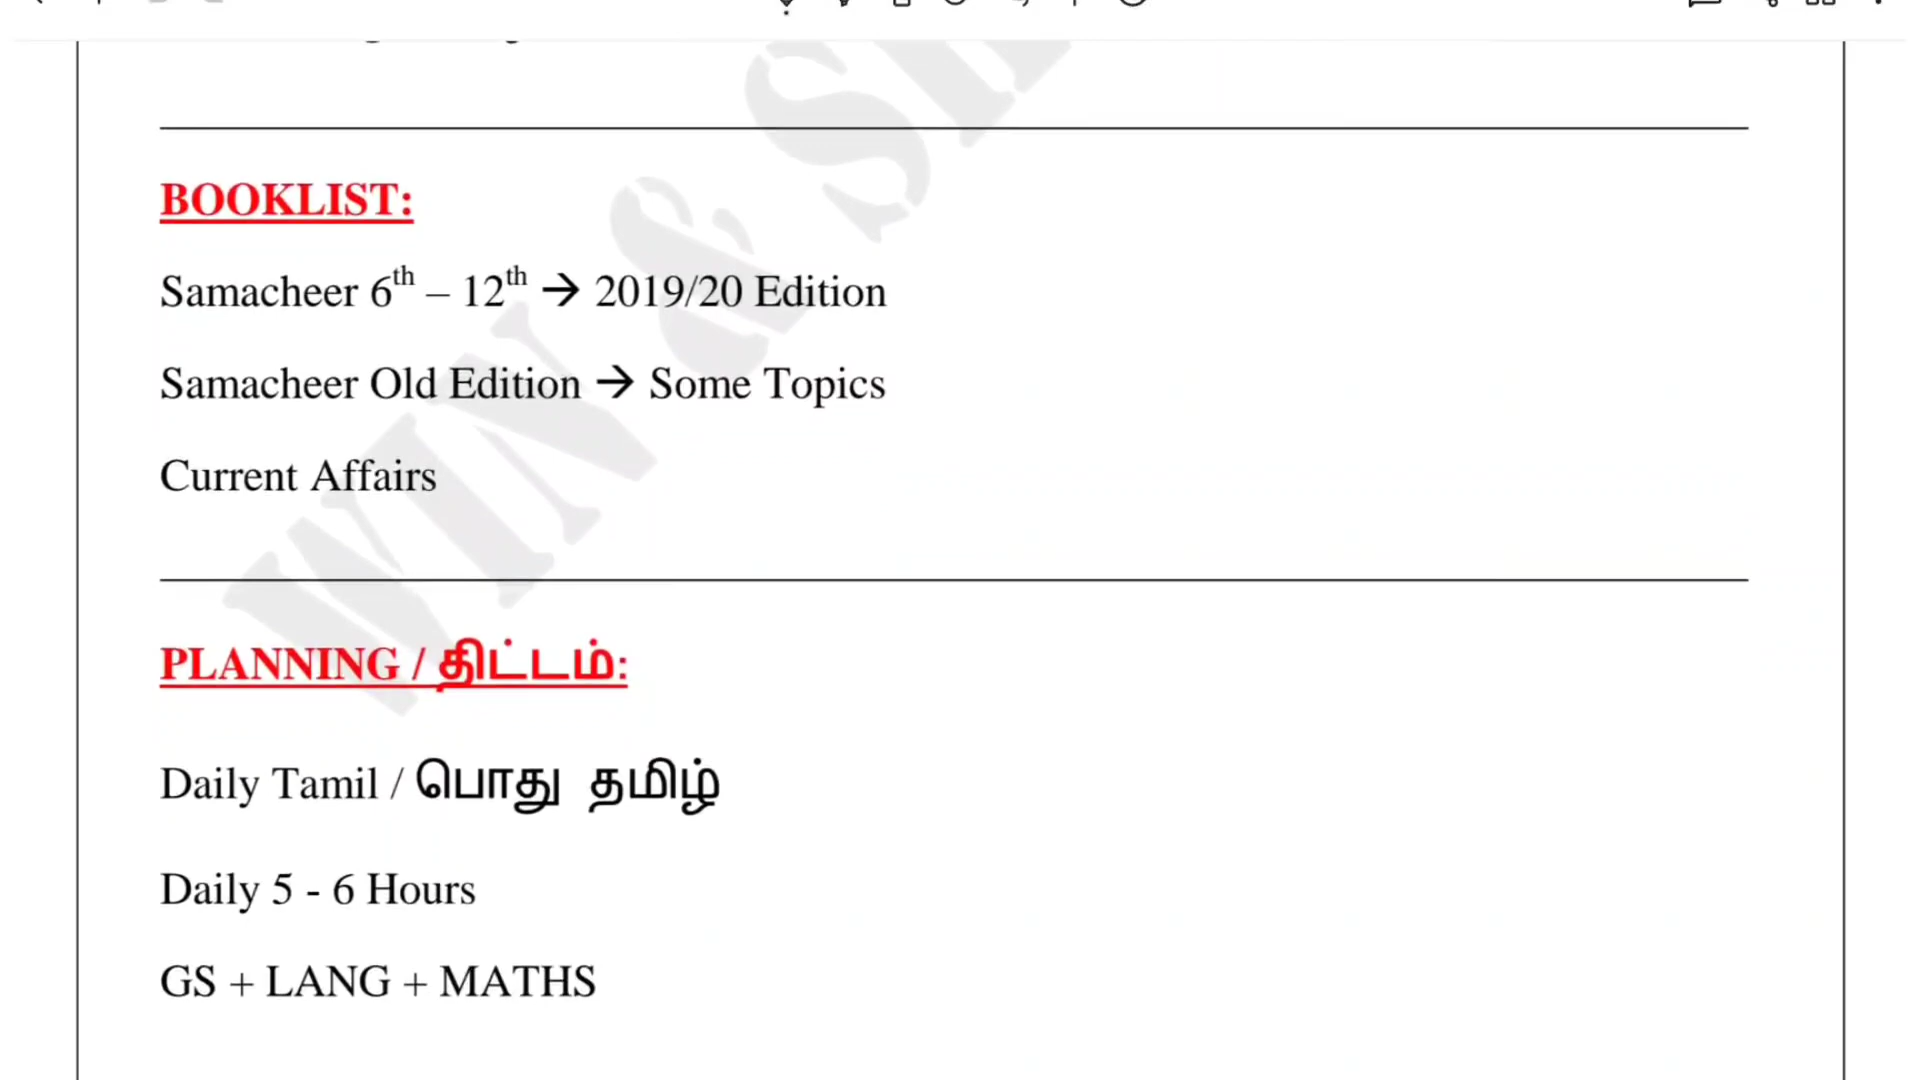 BOOKLIST:
Samacheer 6th – 12th → 2019/20 Edition
Samacheer Old Edition → Some Topics
Current Affairs
PLANNING / திட்டம்:
Daily Tamil / பொது தமிழ்
Daily 5 - 6 Hours
GS + LANG + MATHS
WIN &